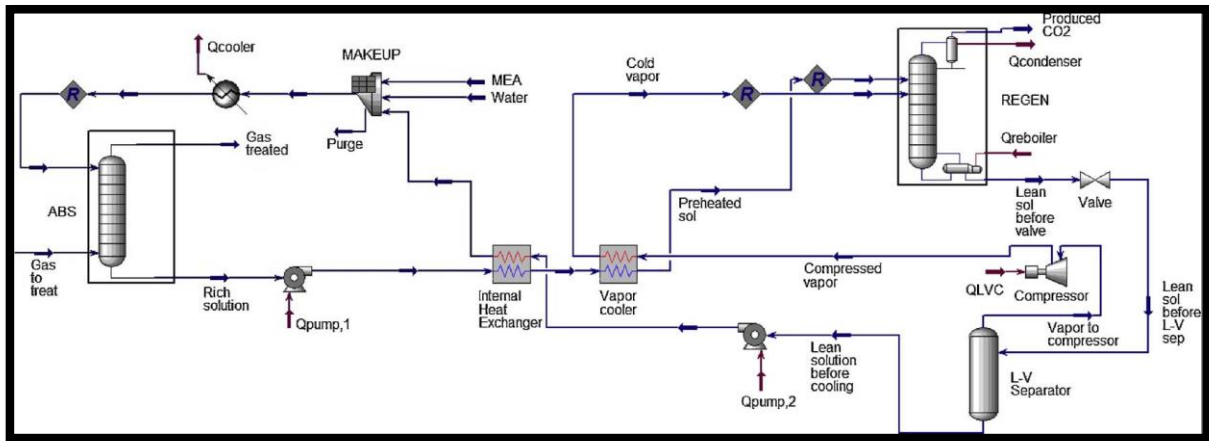 Produced
CO2
Qcooler
MAKEUP
Cold
vapor
Qcondenser
MEA
Water
R
R
R
REGEN
Purge
Gas
treated
Qreboiler
ABS
Preheated
sol
Lean
sol
before
valve
Valve
Gas
to
treat
Rich
solution
Qpump,1
Internal
Heat
Exchanger
Vapor
cooler
Compressed
vapor
QLVC
Compressor
Vapor to
compressor
Lean
sol
before
L-V
sep
Lean
solution
before
cooling
Qpump,2
L-V
Separator